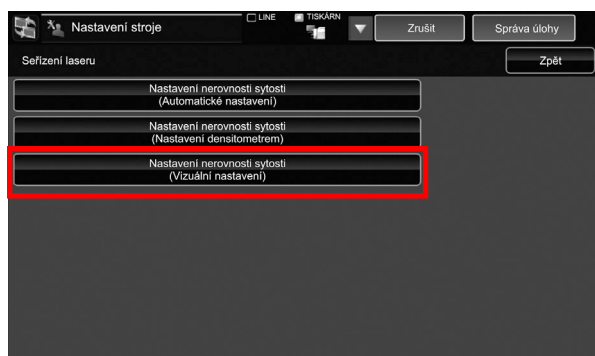 Nastavení stroje
LINE
TISKÁRN
Zrušit
Správa úlohy
Seřízení laseru
Zpět
Nastavení nerovnosti sytosti
(Automatické nastavení)
Nastavení nerovnosti sytosti
(Nastavení densitometrem)
Nastavení nerovnosti sytosti
(Vizuální nastavení)